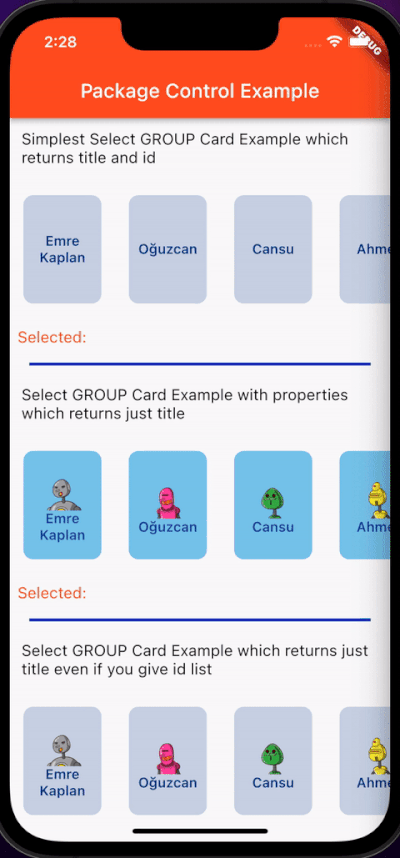 2:28
DEBUG
Package Control Example
Simplest Select GROUP Card Example which
returns title and id
Emre
Kaplan
Oğuzcan
Cansu
Ahme
Selected:
Select GROUP Card Example with properties
which returns just title
Emre
Kaplan
Oğuzcan
Cansu
Ahme
Selected:
Select GROUP Card Example which returns just
title even if you give id list
Emre
Kaplan
Oğuzcan
Cansu
Ahme